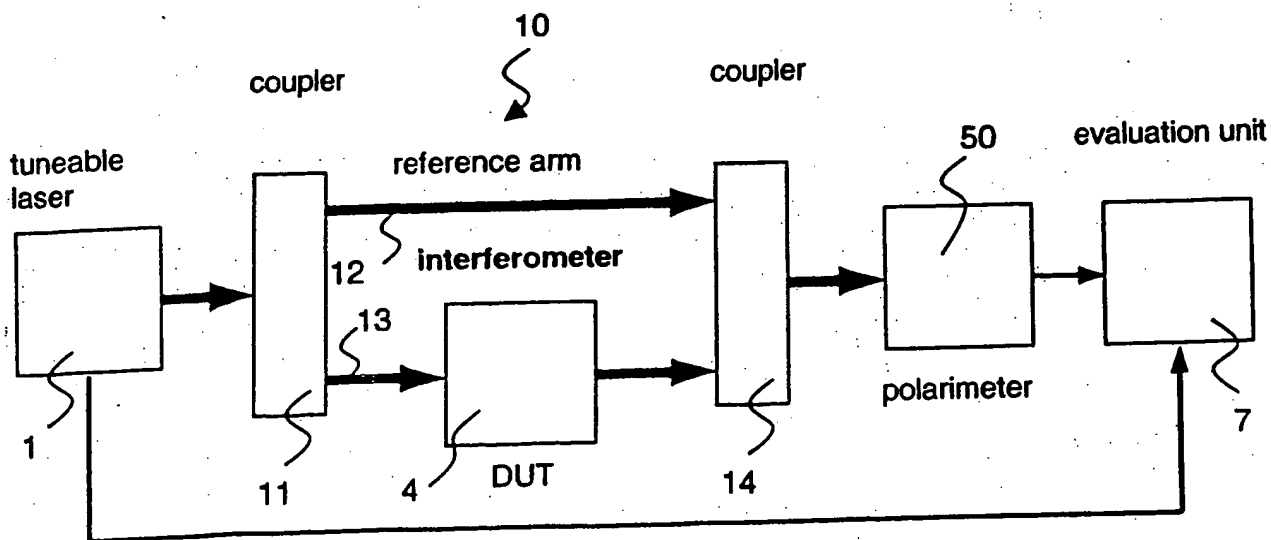 10
coupler
coupler
50
evaluation unit
tuneable
laser
reference arm
12
interferometer
13
polarimeter
1
11
4
DUT
14
7